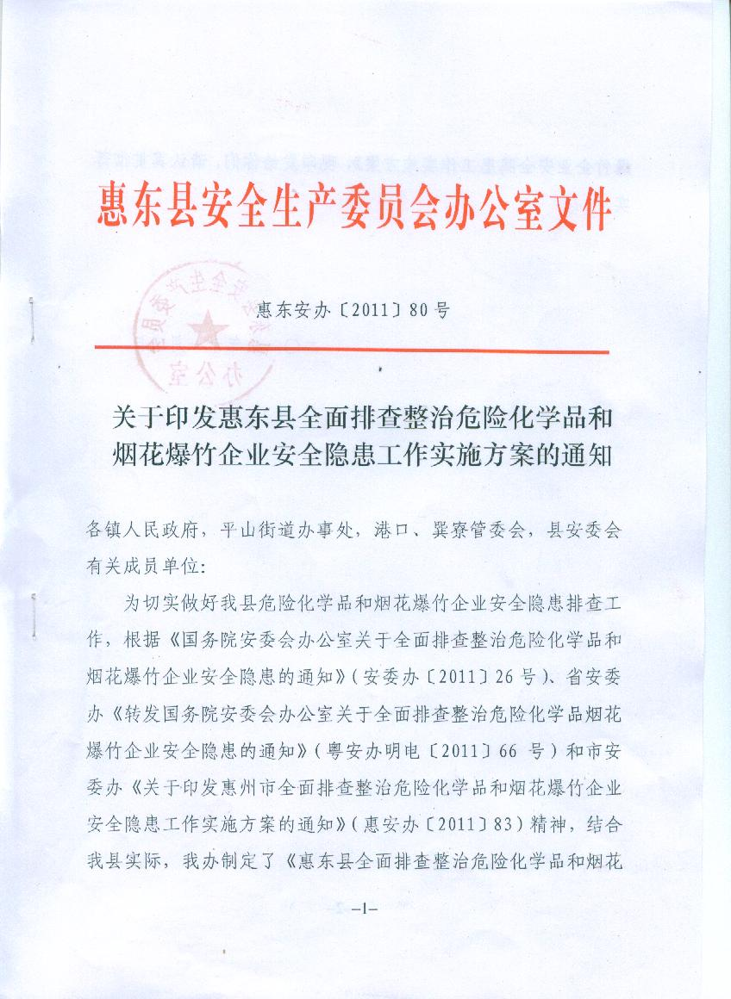 惠东县安全生产委员会办公室文件
惠东安办〔2011〕80 号
关于印发惠东县全面排查整治危险化学品和
烟花爆竹企业安全隐患工作实施方案的通知
各镇人民政府，平山街道办事处，港口、巽寮管委会，县安委会
有关成员单位：
为切实做好我县危险化学品和烟花爆竹企业安全隐患排查工
作，根据《国务院安委会办公室关于全面排查整治危险化学品和
烟花爆竹企业安全隐患的通知》（安委办〔2011〕26 号）、省安委
办《转发国务院安委会办公室关于全面排查整治危险化学品烟花
爆竹企业安全隐患的通知》（粤安办明电〔2011〕66 号）和市安
委办《关于印发惠州市全面排查整治危险化学品和烟花爆竹企业
安全隐患工作实施方案的通知》（惠安办〔2011〕83）精神，结合
我县实际，我办制定了《惠东县全面排查整治危险化学品和烟花
—1—